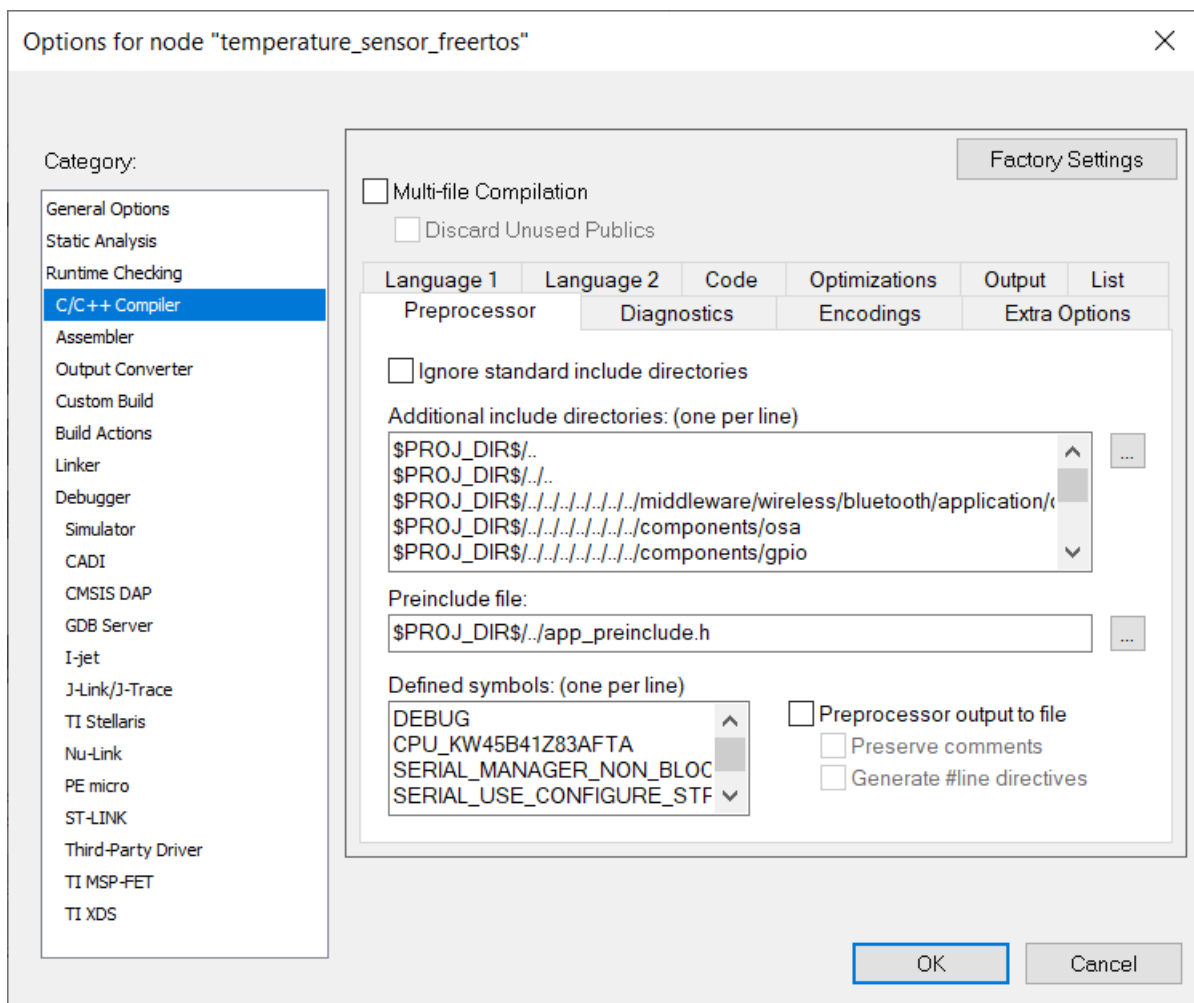 Options for node "temperature_sensor_freertos"
Category:
General Options
Static Analysis
Runtime Checking
C/C++ Compiler
Assembler
Output Converter
Custom Build
Build Actions
Linker
Debugger
Simulator
CADI
CMSIS DAP
GDB Server
I-jet
J-Link/J-Trace
TI Stellaris
Nu-Link
PE micro
ST-LINK
Third-Party Driver
TI MSP-FET
TI XDS
Factory Settings
Multi-file Compilation
Discard Unused Publics
Language 1 Language 2 Code Optimizations Output List
Preprocessor Diagnostics Encodings Extra Options
Ignore standard include directories
Additional include directories: (one per line)
$PROJ_DIR$/..
$PROJ_DIR$/../..
$PROJ_DIR$/../../../../../../../../middleware/wireless/bluetooth/application/
$PROJ_DIR$/../../../../../../../../components/osa
$PROJ_DIR$/../../../../../../../../components/gpio
...
Preinclude file:
$PROJ_DIR$/../app_preinclude.h
...
Defined symbols: (one per line)
DEBUG
CPU_KW45B41Z83AFTA
SERIAL_MANAGER_NON_BLOC
SERIAL_USE_CONFIGURE_STR
Preprocessor output to file
Preserve comments
Generate #line directives
OK
Cancel